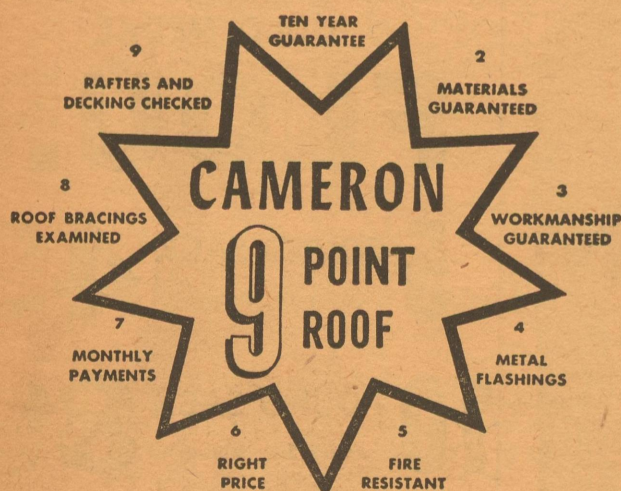 TEN YEAR
GUARANTEE
2
MATERIALS
GUARANTEED
3
WORKMANSHIP
GUARANTEED
4
METAL
FLASHINGS
5
FIRE
RESISTANT
6
RIGHT
PRICE
7
MONTHLY
PAYMENTS
8
ROOF BRACINGS
EXAMINED
9
RAFTERS AND
DECKING CHECKED
CAMERON
9 POINT
ROOF